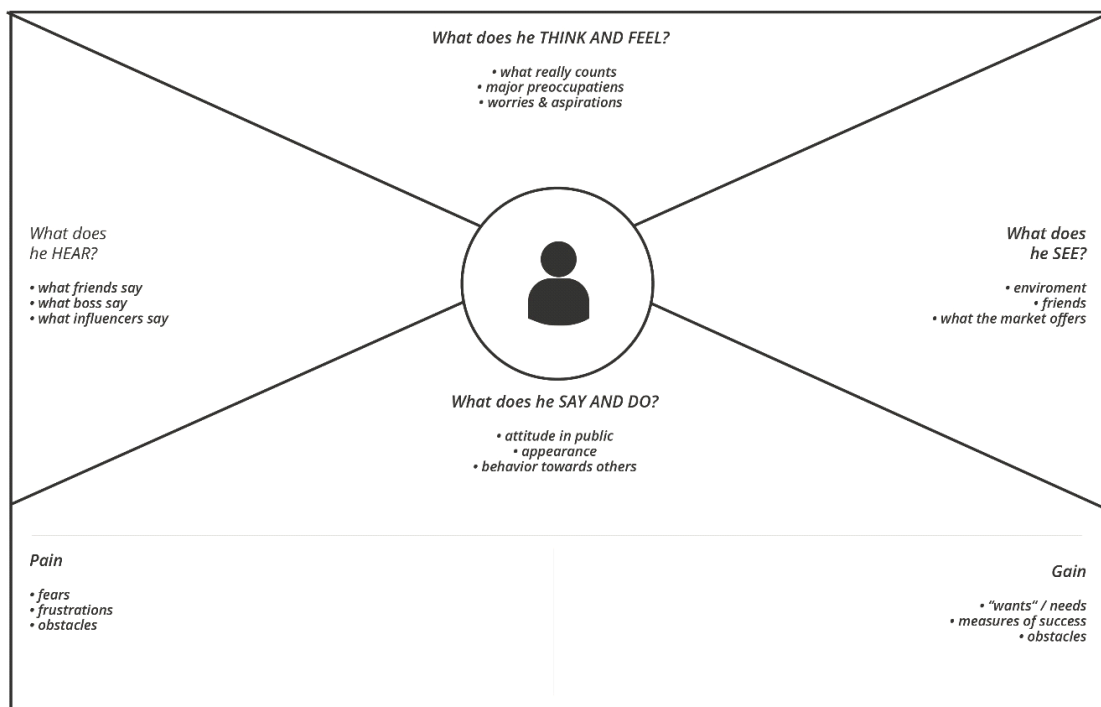 What does he THINK AND FEEL?
• what really counts
• major preoccupatiens
• worries & aspirations
What does
he HEAR?
• what friends say
• what boss say
• what influencers say
What does
he SEE?
• enviroment
• friends
• what the market offers
What does he SAY AND DO?
• attitude in public
• appearance
• behavior towards others
Pain
• fears
• frustrations
• obstacles
Gain
• “wants“ / needs
• measures of success
• obstacles